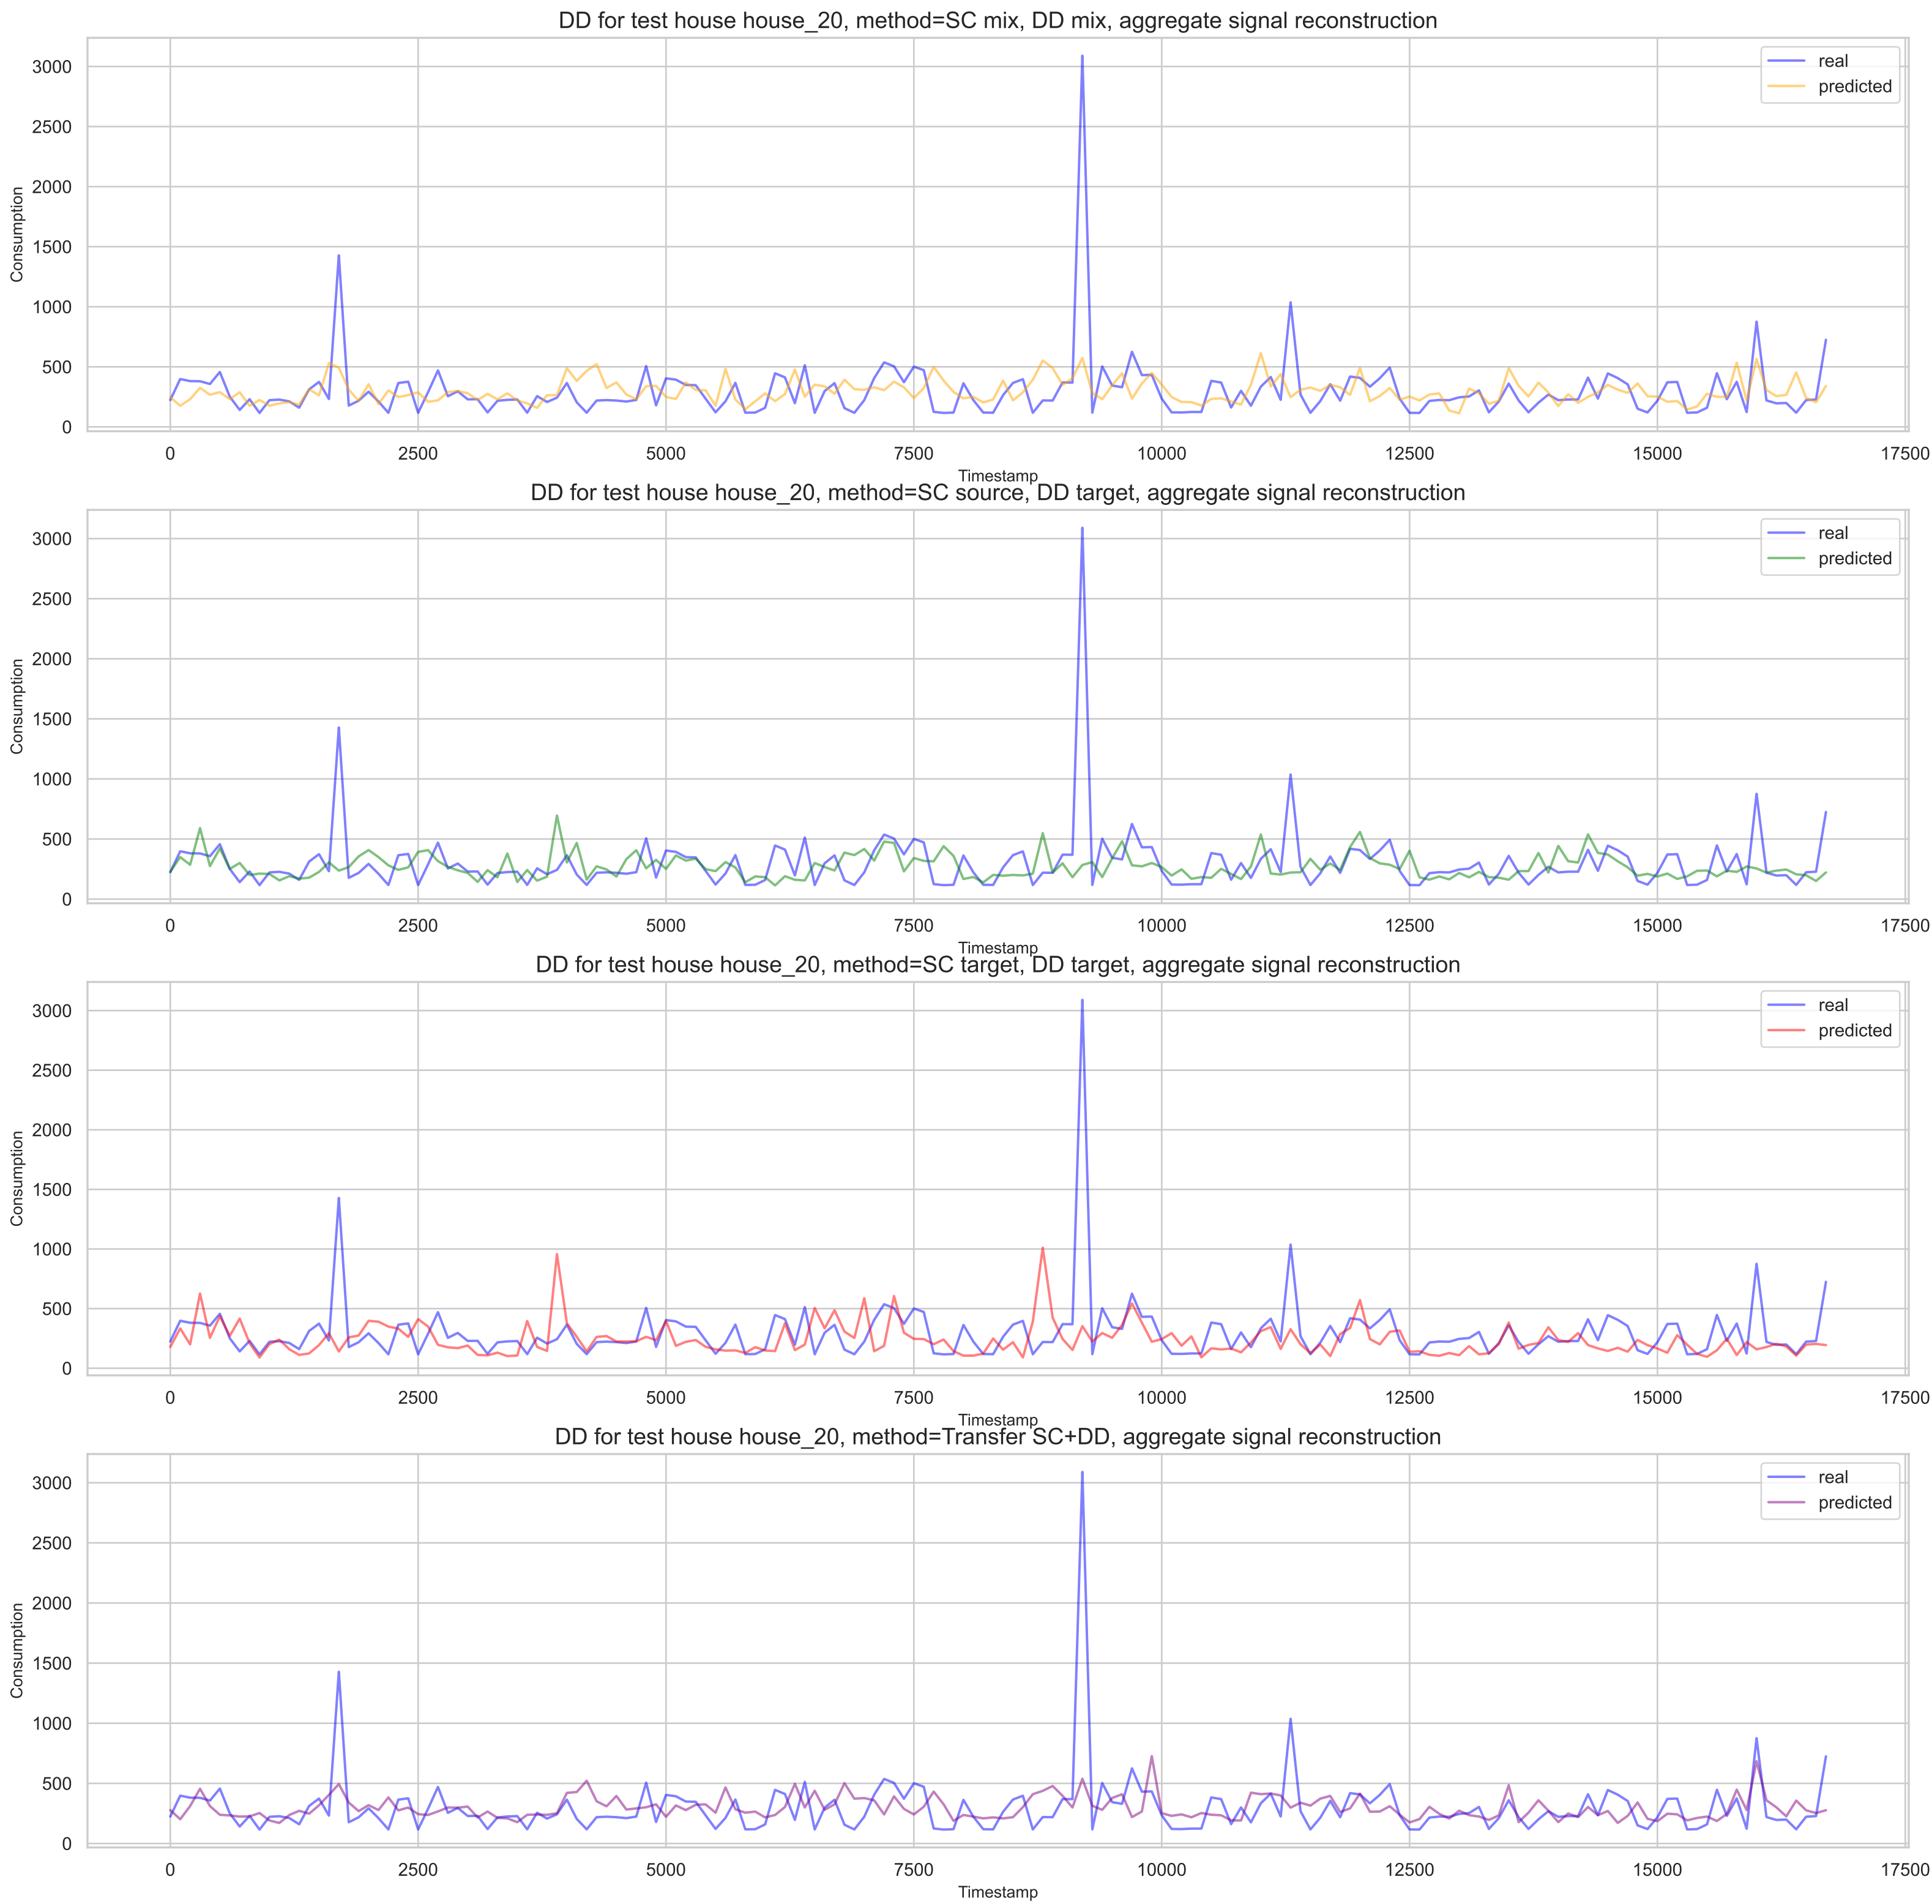 DD for test house house_20, method=SC mix, DD mix, aggregate signal reconstruction
real
predicted
3000
2500
2000
1500
1000
500
0
Consumption
0 2500 5000 7500 10000 12500 15000 17500
Timestamp
DD for test house house_20, method=SC source, DD target, aggregate signal reconstruction
real
predicted
3000
2500
2000
1500
1000
500
0
Consumption
0 2500 5000 7500 10000 12500 15000 17500
Timestamp
DD for test house house_20, method=SC target, DD target, aggregate signal reconstruction
real
predicted
3000
2500
2000
1500
1000
500
0
Consumption
0 2500 5000 7500 10000 12500 15000 17500
Timestamp
DD for test house house_20, method=Transfer SC+DD, aggregate signal reconstruction
real
predicted
3000
2500
2000
1500
1000
500
0
Consumption
0 2500 5000 7500 10000 12500 15000 17500
Timestamp